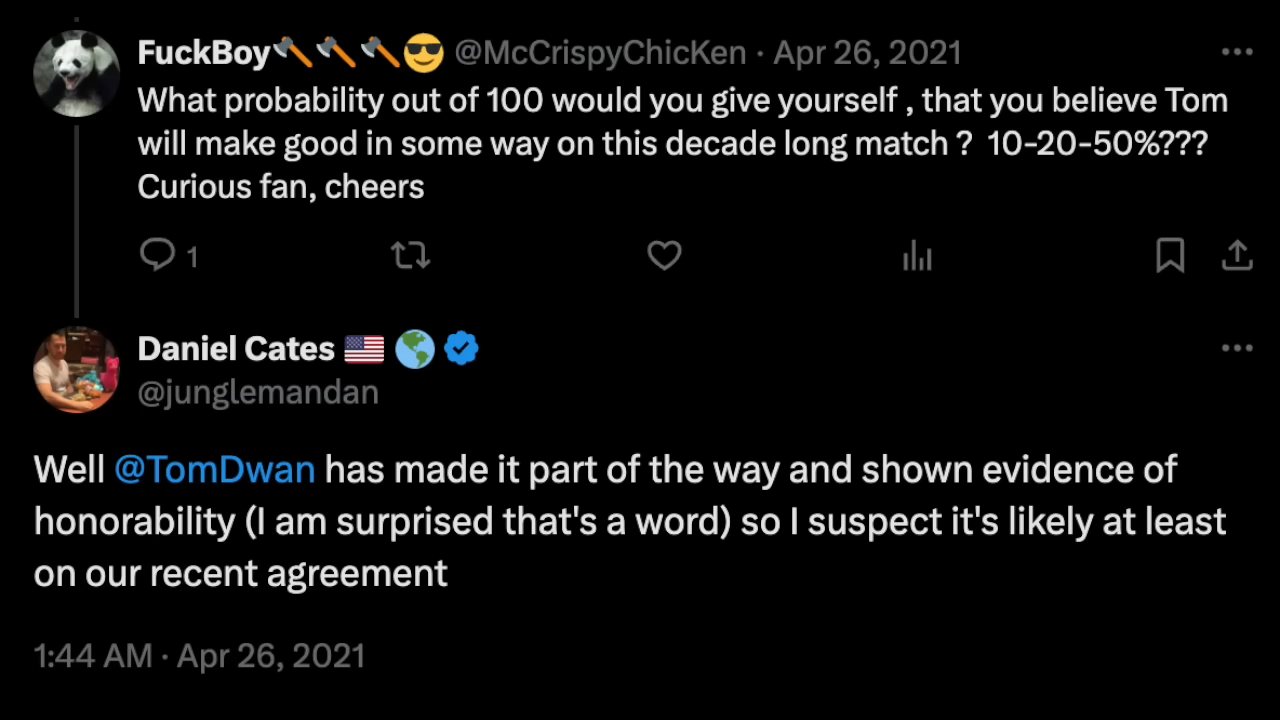 FuckBoy🪓🪓🪓😎 @McCrispyChicKen · Apr 26, 2021
What probability out of 100 would you give yourself , that you believe Tom
will make good in some way on this decade long match ? 10-20-50%???
Curious fan, cheers
1
Daniel Cates 🇺🇸 🌎
@junglemandan
Well @TomDwan has made it part of the way and shown evidence of
honorability (I am surprised that's a word) so I suspect it's likely at least
on our recent agreement
1:44 AM · Apr 26, 2021